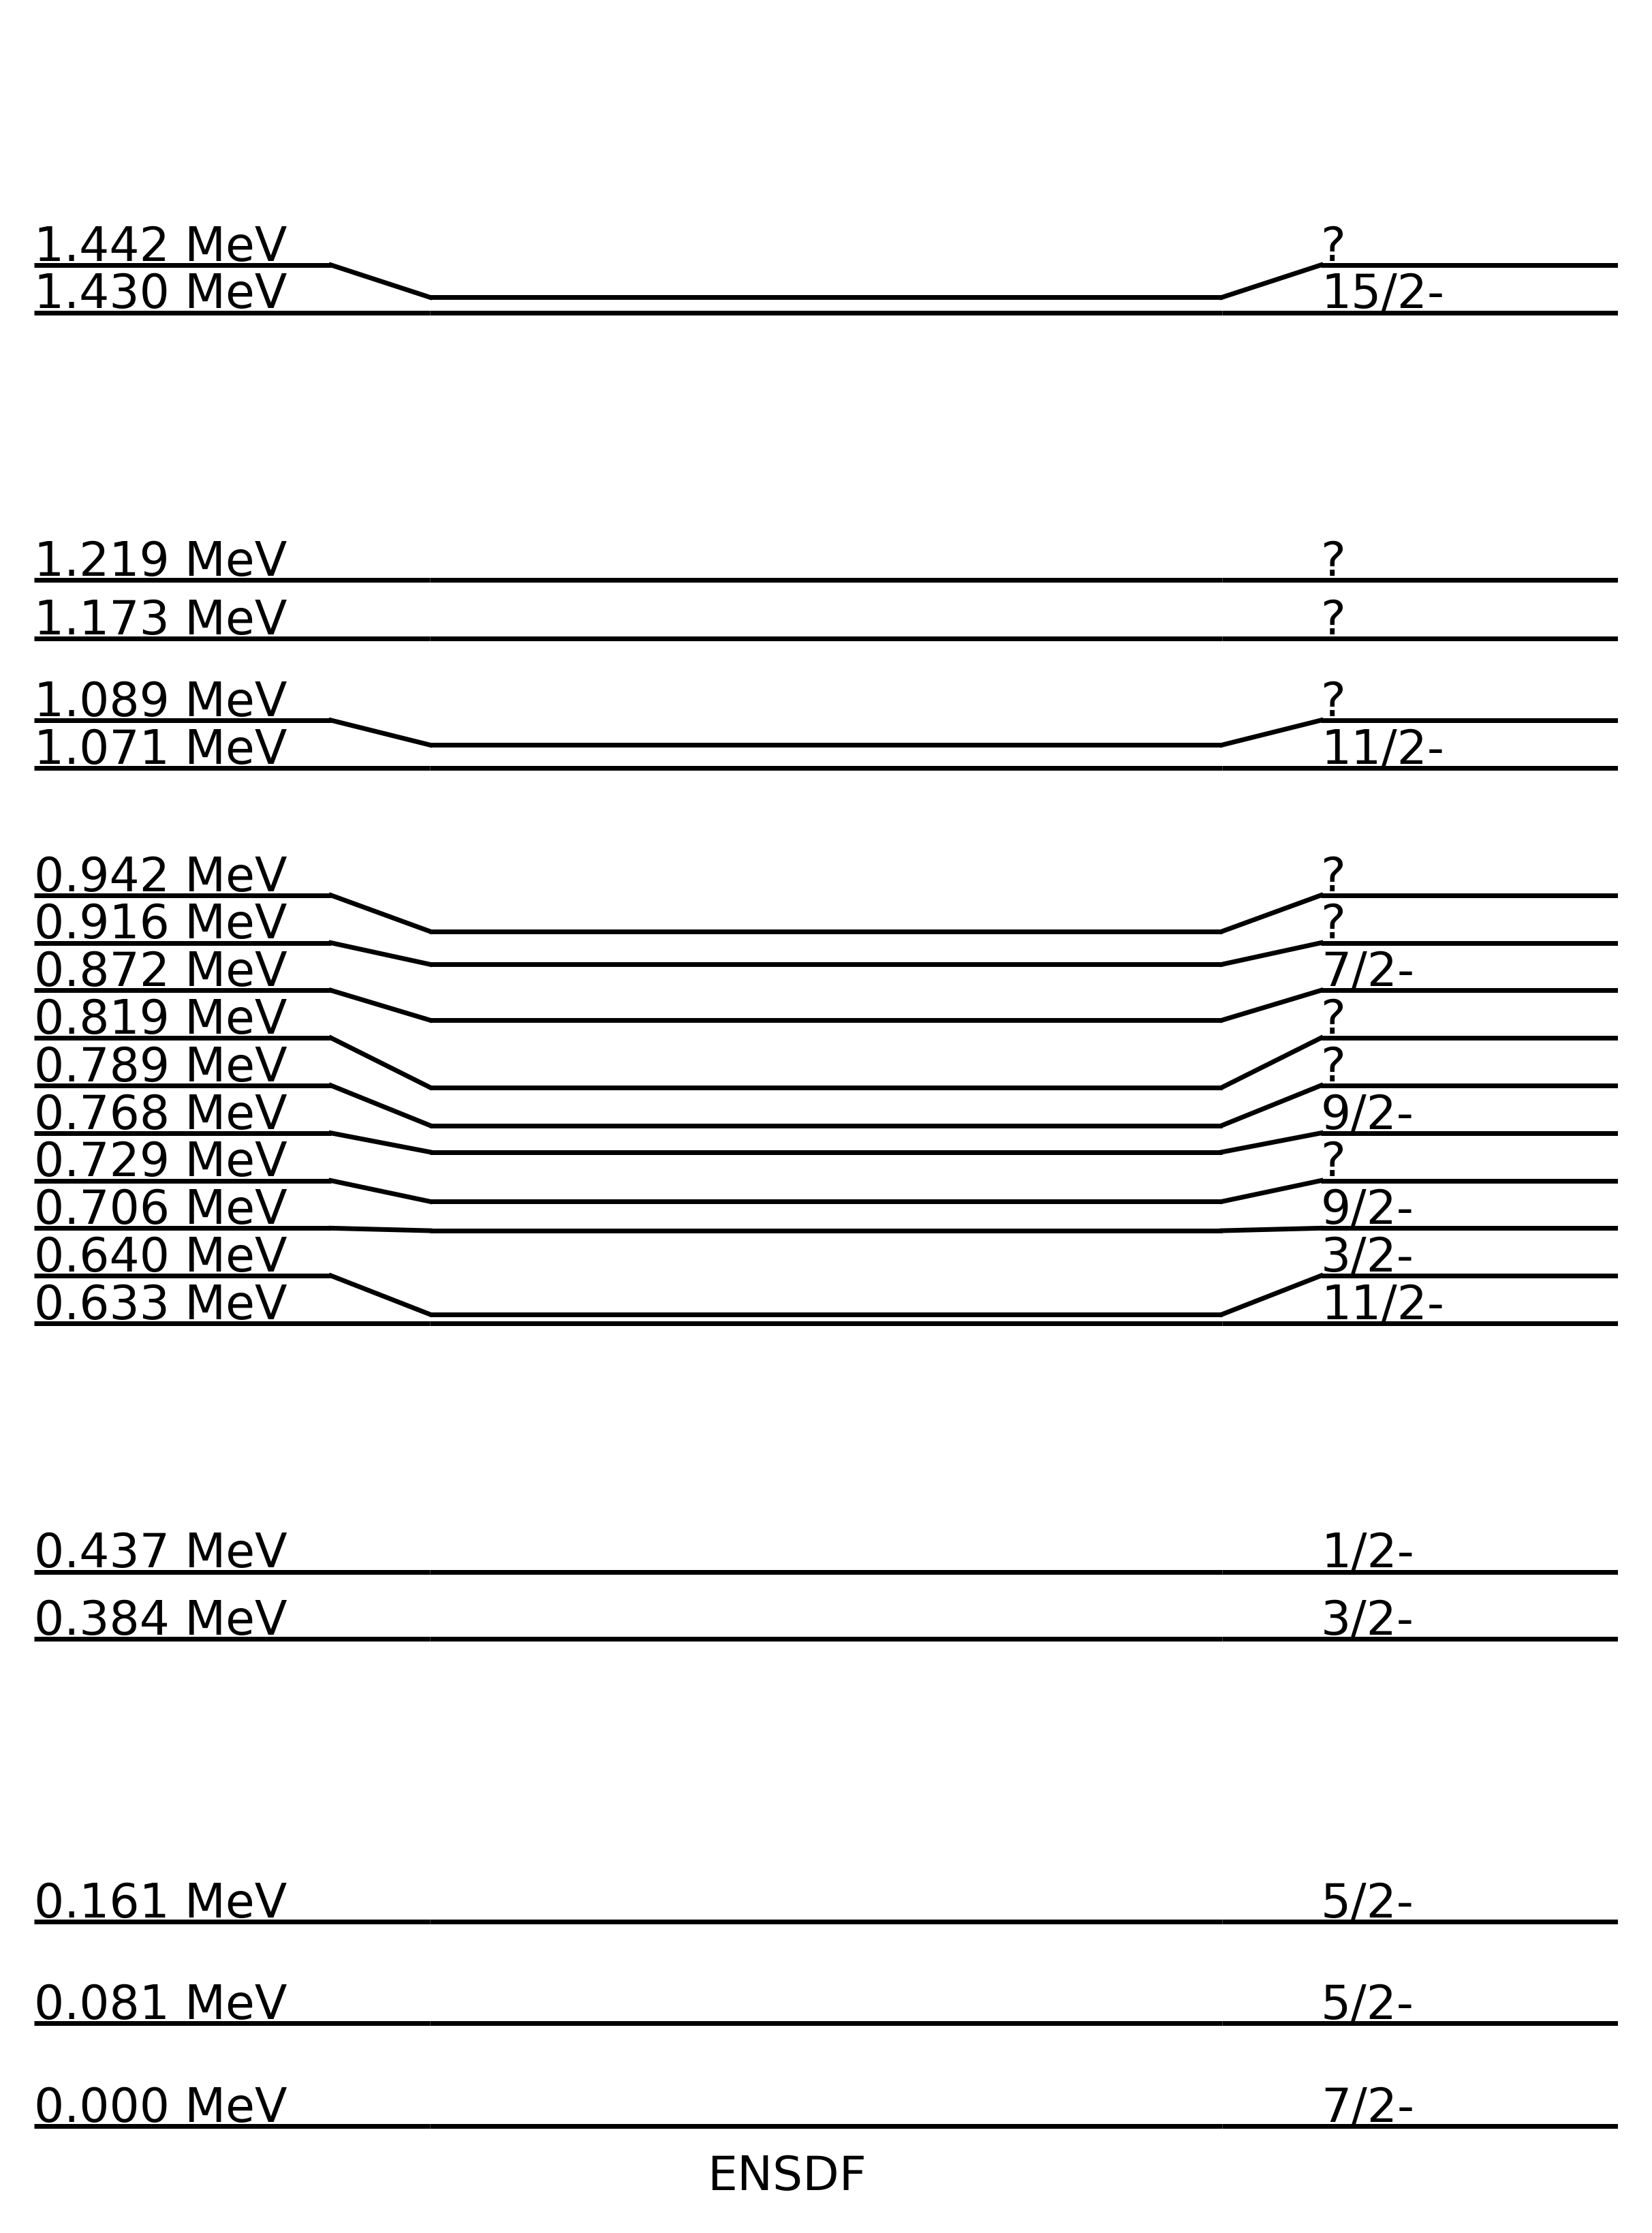 1.442 MeV ?
1.430 MeV 15/2-
1.219 MeV ?
1.173 MeV ?
1.089 MeV ?
1.071 MeV 11/2-
0.942 MeV ?
0.916 MeV ?
0.872 MeV 7/2-
0.819 MeV ?
0.789 MeV ?
0.768 MeV 9/2-
0.729 MeV ?
0.706 MeV 9/2-
0.640 MeV 3/2-
0.633 MeV 11/2-
0.437 MeV 1/2-
0.384 MeV 3/2-
0.161 MeV 5/2-
0.081 MeV 5/2-
0.000 MeV 7/2-
ENSDF